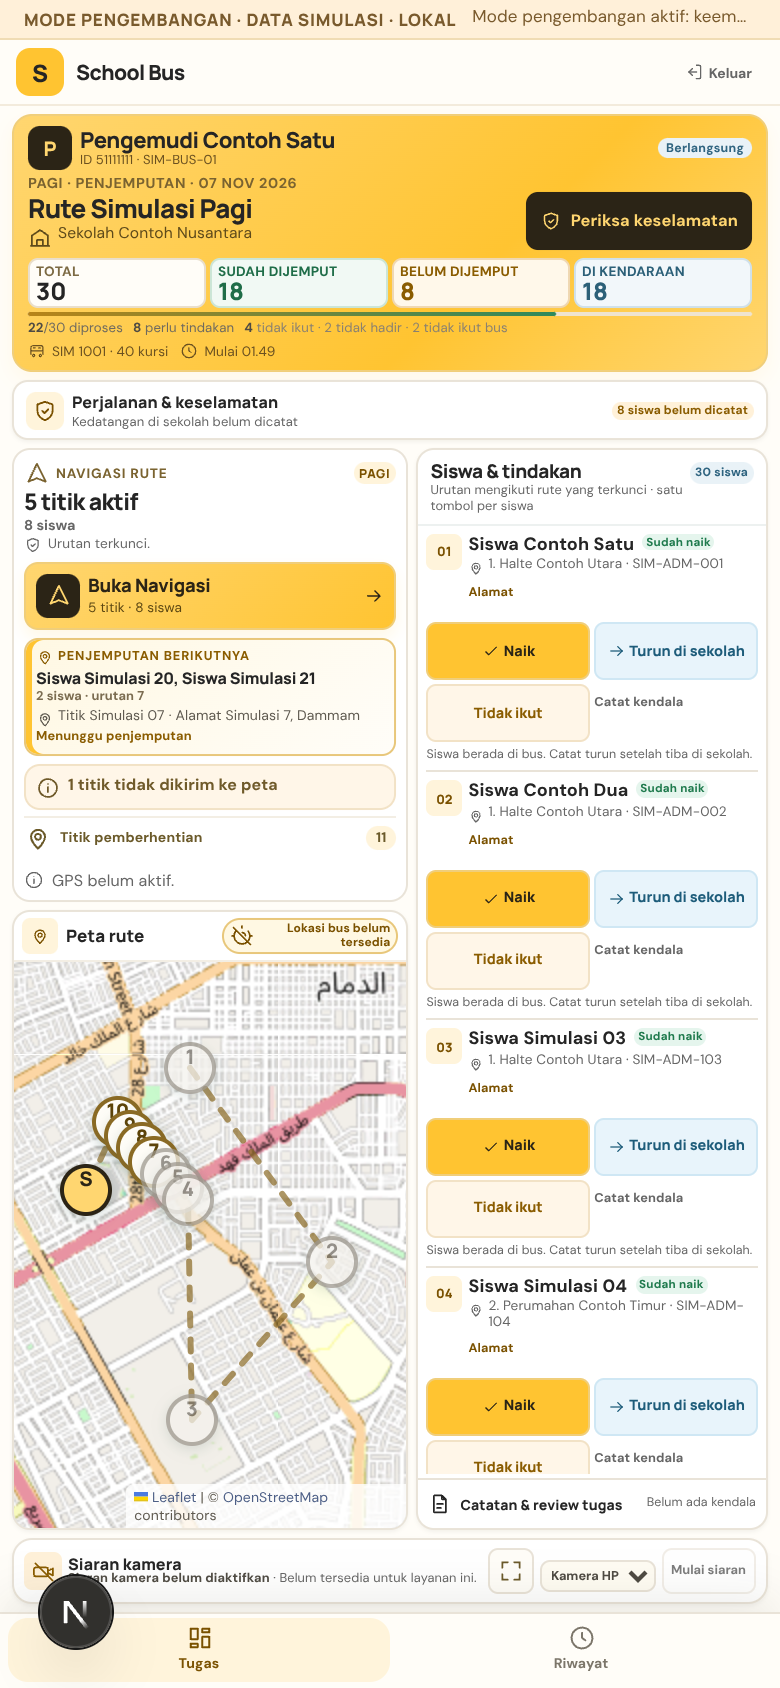 MODE PENGEMBANGAN · DATA SIMULASI · LOKAL
Mode pengembangan aktif: keem...
S
School Bus
Keluar
P
Pengemudi Contoh Satu
ID 51111111 · SIM-BUS-01
Berlangsung
PAGI · PENJEMPUTAN · 07 NOV 2026
Rute Simulasi Pagi
Sekolah Contoh Nusantara
Periksa keselamatan
TOTAL
30
SUDAH DIJEMPUT
18
BELUM DIJEMPUT
8
DI KENDARAAN
18
22/30 diproses 8 perlu tindakan 4 tidak ikut · 2 tidak hadir · 2 tidak ikut bus
SIM 1001 · 40 kursi Mulai 01.49
Perjalanan & keselamatan
Kedatangan di sekolah belum dicatat
8 siswa belum dicatat
NAVIGASI RUTE
PAGI
5 titik aktif
8 siswa
Urutan terkunci.
Buka Navigasi
5 titik · 8 siswa
PENJEMPUTAN BERIKUTNYA
Siswa Simulasi 20, Siswa Simulasi 21
2 siswa · urutan 7
Titik Simulasi 07 · Alamat Simulasi 7, Dammam
Menunggu penjemputan
1 titik tidak dikirim ke peta
Titik pemberhentian
11
GPS belum aktif.
Peta rute
Lokasi bus belum
tersedia
الدمام
شارع الملك خالد
شارع 28
طريق الملك فهد
شارع عثمان بن عفان
1
10
9
8
7
6
5
4
S
2
3
Leaflet | © OpenStreetMap
contributors
Siswa & tindakan
30 siswa
Urutan mengikuti rute yang terkunci · satu
tombol per siswa
01
Siswa Contoh Satu
Sudah naik
1. Halte Contoh Utara · SIM-ADM-001
Alamat
Naik
Turun di sekolah
Tidak ikut
Catat kendala
Siswa berada di bus. Catat turun setelah tiba di sekolah.
02
Siswa Contoh Dua
Sudah naik
1. Halte Contoh Utara · SIM-ADM-002
Alamat
Naik
Turun di sekolah
Tidak ikut
Catat kendala
Siswa berada di bus. Catat turun setelah tiba di sekolah.
03
Siswa Simulasi 03
Sudah naik
1. Halte Contoh Utara · SIM-ADM-103
Alamat
Naik
Turun di sekolah
Tidak ikut
Catat kendala
Siswa berada di bus. Catat turun setelah tiba di sekolah.
04
Siswa Simulasi 04
Sudah naik
2. Perumahan Contoh Timur · SIM-ADM-
104
Alamat
Naik
Turun di sekolah
Tidak ikut
Catat kendala
Catatan & review tugas
Belum ada kendala
Siaran kamera
kamera belum diaktifkan · Belum tersedia untuk layanan ini.
Kamera HP
Mulai siaran
N
Tugas
Riwayat